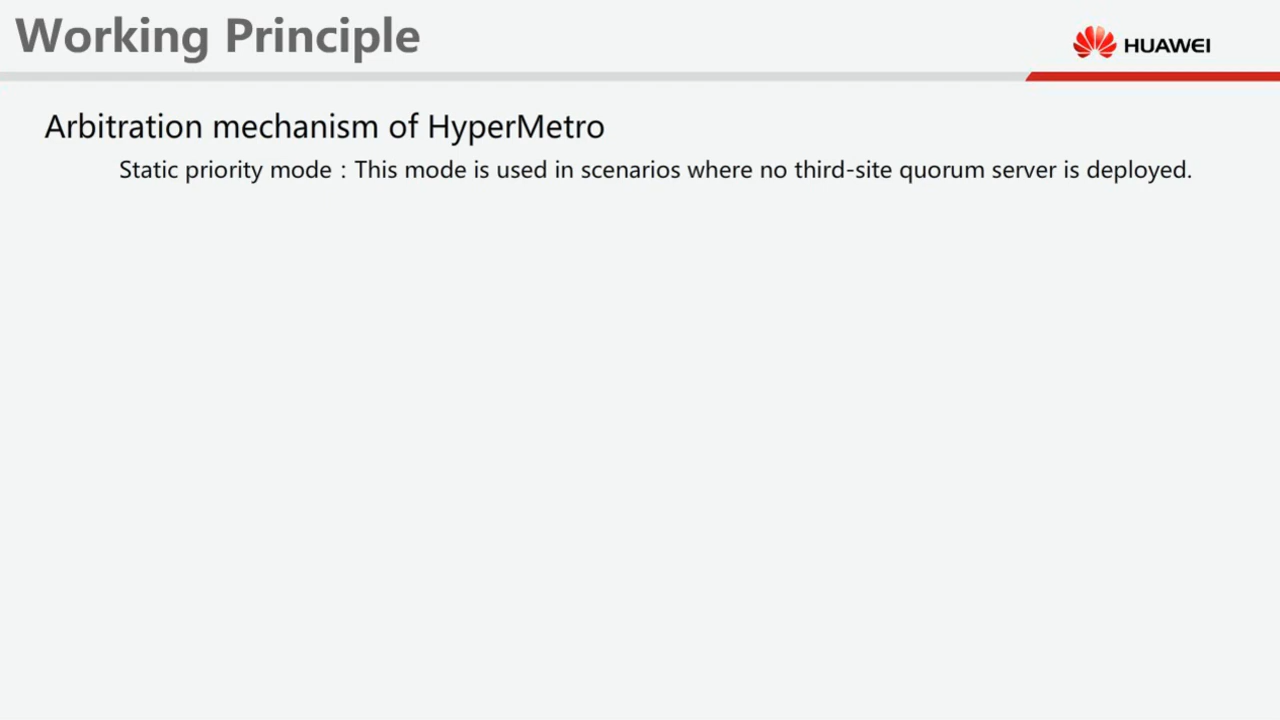 Working Principle
HUAWEI
Arbitration mechanism of HyperMetro
Static priority mode : This mode is used in scenarios where no third-site quorum server is deployed.